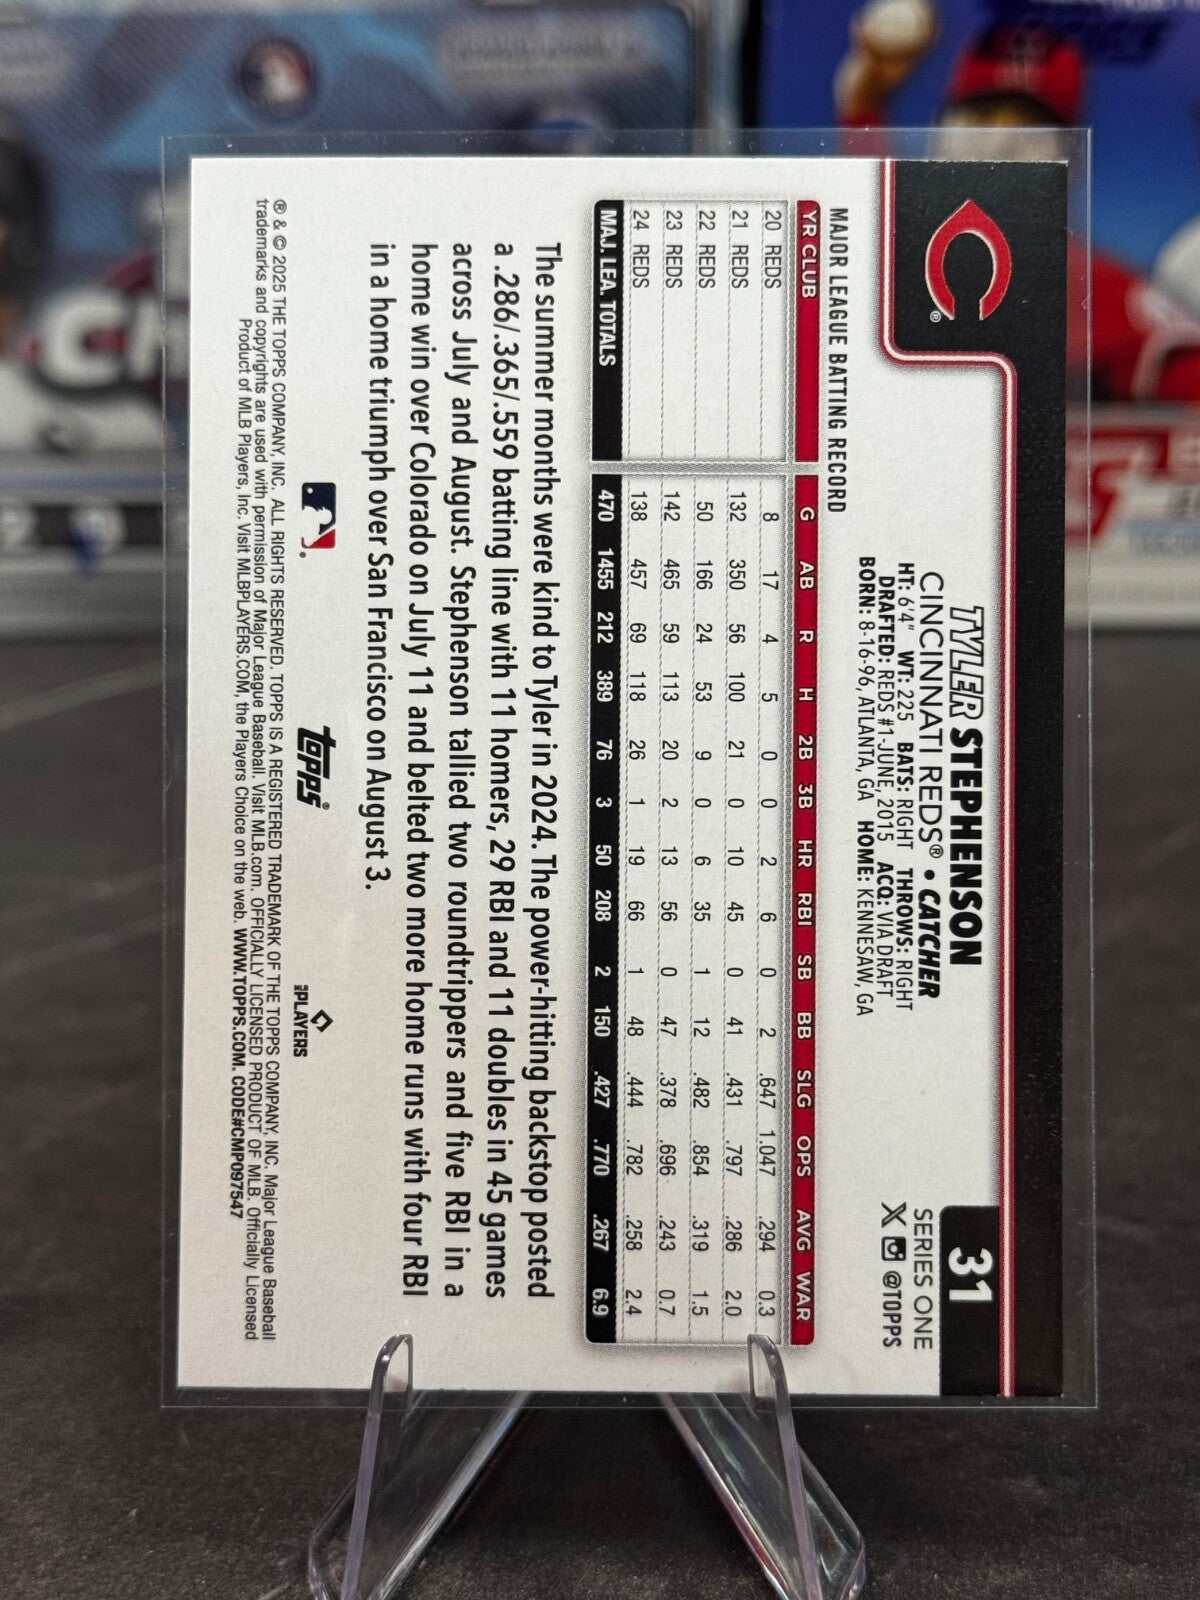 31
SERIES ONE
@TOPPS
TYLER STEPHENSON
CINCINNATI REDS® • CATCHER
HT: 6'4" WT: 225 BATS: RIGHT THROWS: RIGHT
DRAFTED: REDS #1-JUNE, 2015 ACQ: VIA DRAFT
BORN: 8-16-96, ATLANTA, GA HOME: KENNESAW, GA
MAJOR LEAGUE BATTING RECORD
YR CLUB G AB R H 2B 3B HR RBI SB BB SLG OPS AVG WAR
20 REDS 8 17 4 5 0 0 2 6 0 2 .647 1.047 .294 0.3
21 REDS 132 350 56 100 21 0 10 45 0 41 .431 .797 .286 2.0
22 REDS 50 166 24 53 9 0 6 35 1 12 .482 .854 .319 1.5
23 REDS 142 465 59 113 20 2 13 56 0 47 .378 .696 .243 0.7
24 REDS 138 457 69 118 26 1 19 66 1 48 .444 .782 .258 2.4
MAJ. LEA. TOTALS 470 1455 212 389 76 3 50 208 2 150 .427 .770 .267 6.9
The summer months were kind to Tyler in 2024. The power-hitting backstop posted
a .286/.365/.559 batting line with 11 homers, 29 RBI and 11 doubles in 45 games
across July and August. Stephenson tallied two roundtrippers and five RBI in a
home win over Colorado on July 11 and belted two more home runs with four RBI
in a home triumph over San Francisco on August 3.
topps®
PLAYERS
® & © 2025 THE TOPPS COMPANY, INC. ALL RIGHTS RESERVED. TOPPS IS A REGISTERED TRADEMARK OF THE TOPPS COMPANY, INC. Major League Baseball
trademarks and copyrights are used with permission of Major League Baseball. Visit MLB.com. OFFICIALLY LICENSED PRODUCT OF MLB. Officially Licensed
Product of MLB Players, Inc. Visit MLBPLAYERS.COM, the Players Choice on the web. WWW.TOPPS.COM. CODE#CMP097547